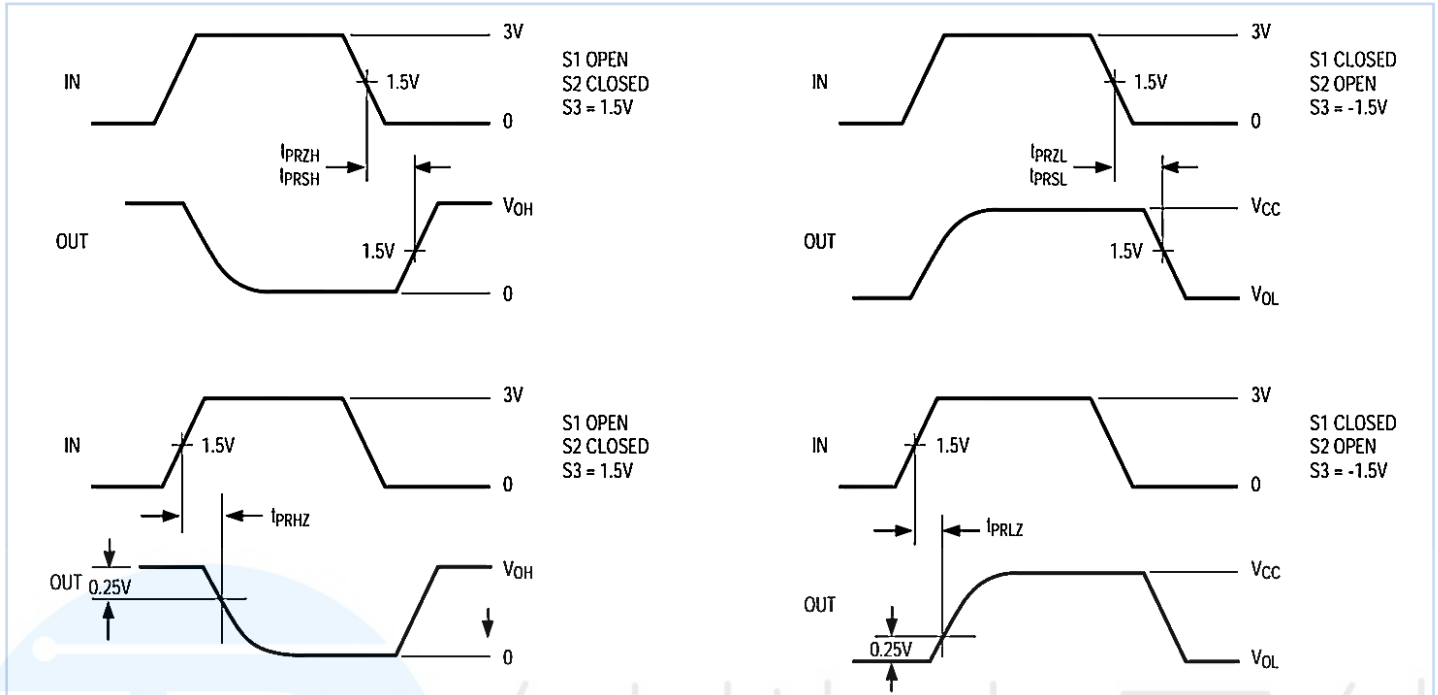 3V
IN
1.5V
0
S1 OPEN
S2 CLOSED
S3 = 1.5V
tPRZH
tPRSH
OUT
VOH
1.5V
0
3V
IN
1.5V
0
S1 CLOSED
S2 OPEN
S3 = -1.5V
tPRZL
tPRSL
OUT
VCC
1.5V
VOL
3V
IN
1.5V
0
S1 OPEN
S2 CLOSED
S3 = 1.5V
tPRHZ
OUT
0.25V
VOH
0
3V
IN
1.5V
0
S1 CLOSED
S2 OPEN
S3 = -1.5V
tPRLZ
OUT
VCC
0.25V
VOL